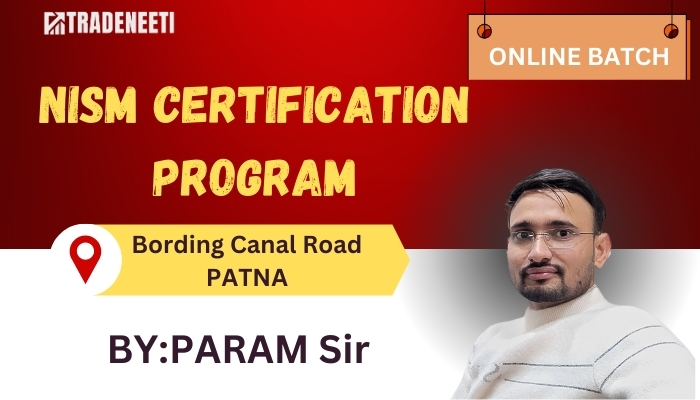 TRADENEETI
ONLINE BATCH
NISM CERTIFICATION
PROGRAM
Bording Canal Road
PATNA
BY:PARAM Sir